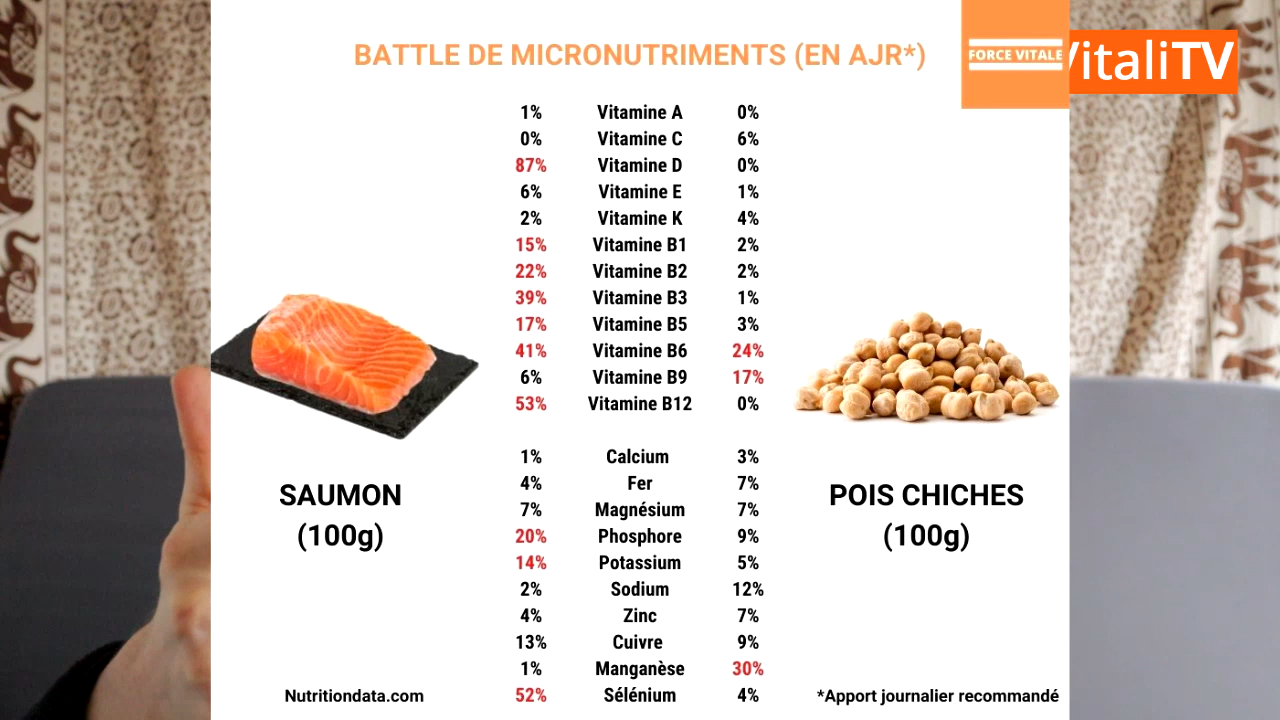 BATTLE DE MICRONUTRIMENTS (EN AJR*)
FORCE VITALE
VitaliTV
1% Vitamine A 0%
0% Vitamine C 6%
87% Vitamine D 0%
6% Vitamine E 1%
2% Vitamine K 4%
15% Vitamine B1 2%
22% Vitamine B2 2%
39% Vitamine B3 1%
17% Vitamine B5 3%
41% Vitamine B6 24%
6% Vitamine B9 17%
53% Vitamine B12 0%
1% Calcium 3%
4% Fer 7%
7% Magnésium 7%
20% Phosphore 9%
14% Potassium 5%
2% Sodium 12%
4% Zinc 7%
13% Cuivre 9%
1% Manganèse 30%
52% Sélénium 4%
SAUMON
(100g)
POIS CHICHES
(100g)
Nutritiondata.com
*Apport journalier recommandé